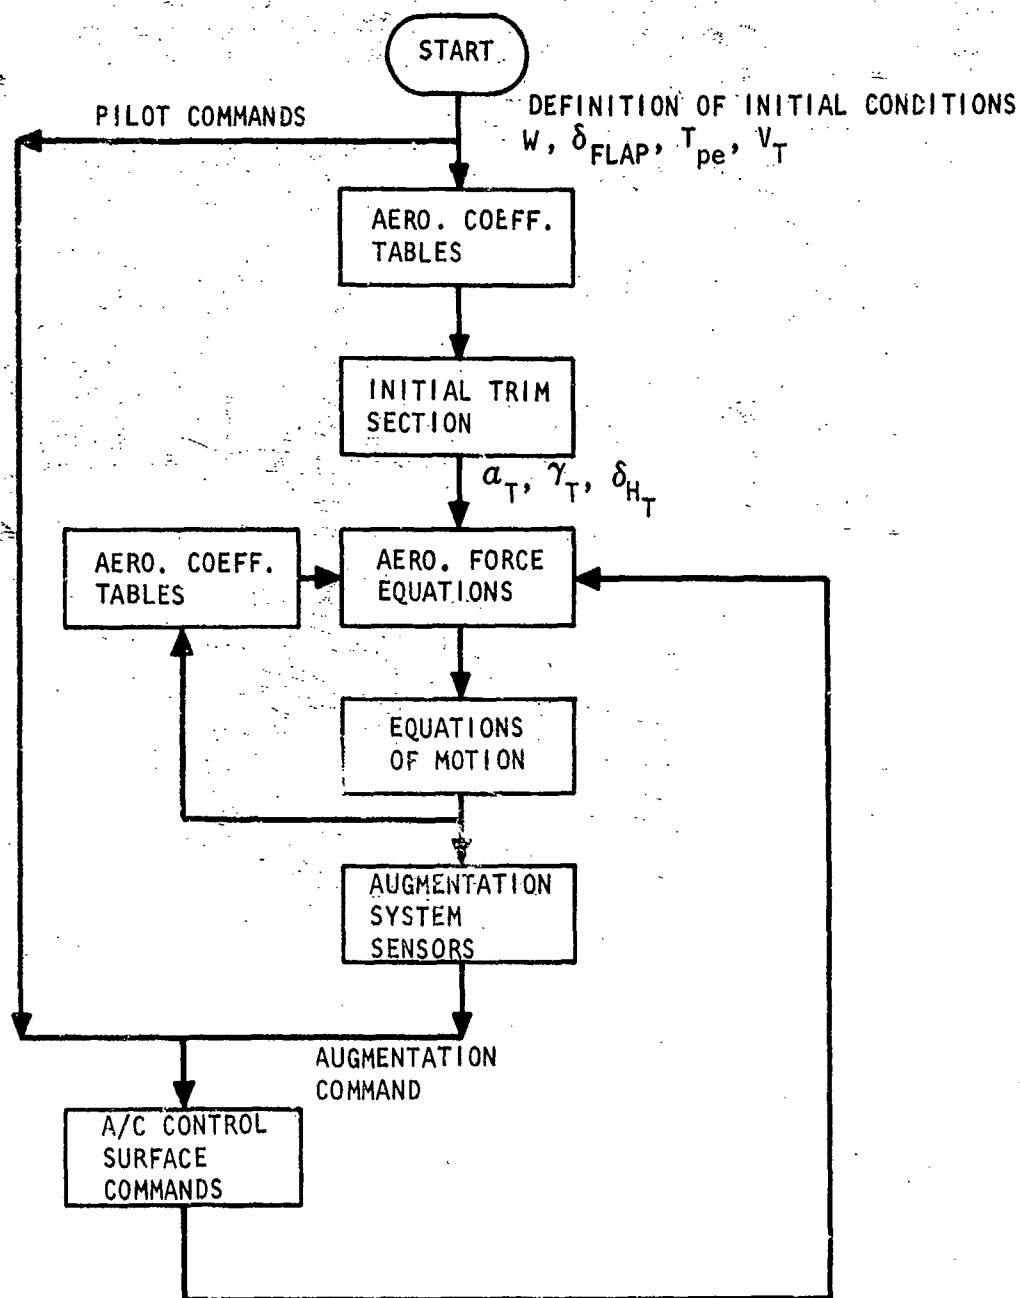 START
DEFINITION OF INITIAL CONDITIONS
PILOT COMMANDS
W, δFLAP, Tpe, VT
AERO. COEFF.
TABLES
INITIAL TRIM
SECTION
αT, γT, δHT
AERO. COEFF.
TABLES
AERO. FORCE
EQUATIONS
EQUATIONS
OF MOTION
AUGMENTATION
SYSTEM
SENSORS
AUGMENTATION
COMMAND
A/C CONTROL
SURFACE
COMMANDS